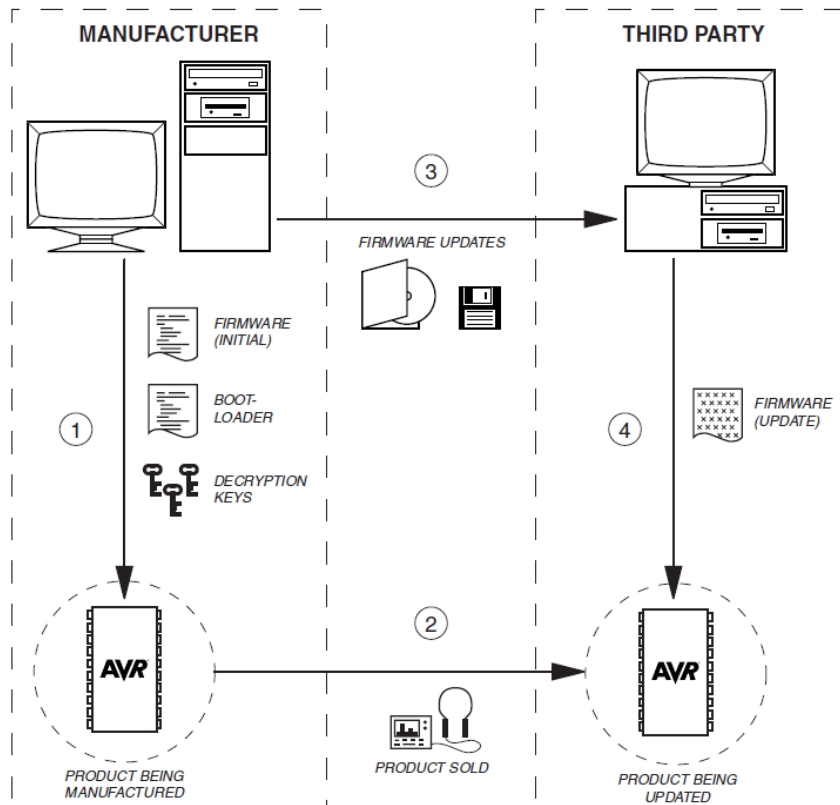 MANUFACTURER
THIRD PARTY
3
FIRMWARE UPDATES
FIRMWARE
(INITIAL)
BOOT-
LOADER
1
DECRYPTION
KEYS
4
FIRMWARE
(UPDATE)
2
AVR
AVR
PRODUCT SOLD
PRODUCT BEING
MANUFACTURED
PRODUCT BEING
UPDATED